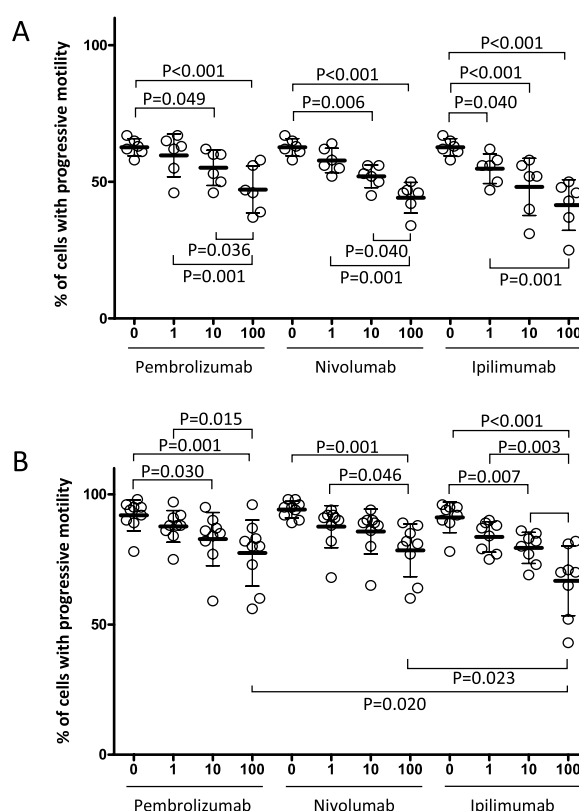 A
% of cells with progressive motility
100
50
0
P<0.001
P=0.049
P=0.036
P=0.001
P<0.001
P=0.006
P=0.040
P=0.001
P<0.001
P<0.001
P=0.040
P=0.001
0 1 10 100 0 1 10 100 0 1 10 100
Pembrolizumab Nivolumab Ipilimumab
B
% of cells with progressive motility
100
50
0
P=0.015
P=0.001
P=0.030
P=0.001
P=0.046
P<0.001
P=0.003
P=0.007
P=0.023
P=0.020
0 1 10 100 0 1 10 100 0 1 10 100
Pembrolizumab Nivolumab Ipilimumab